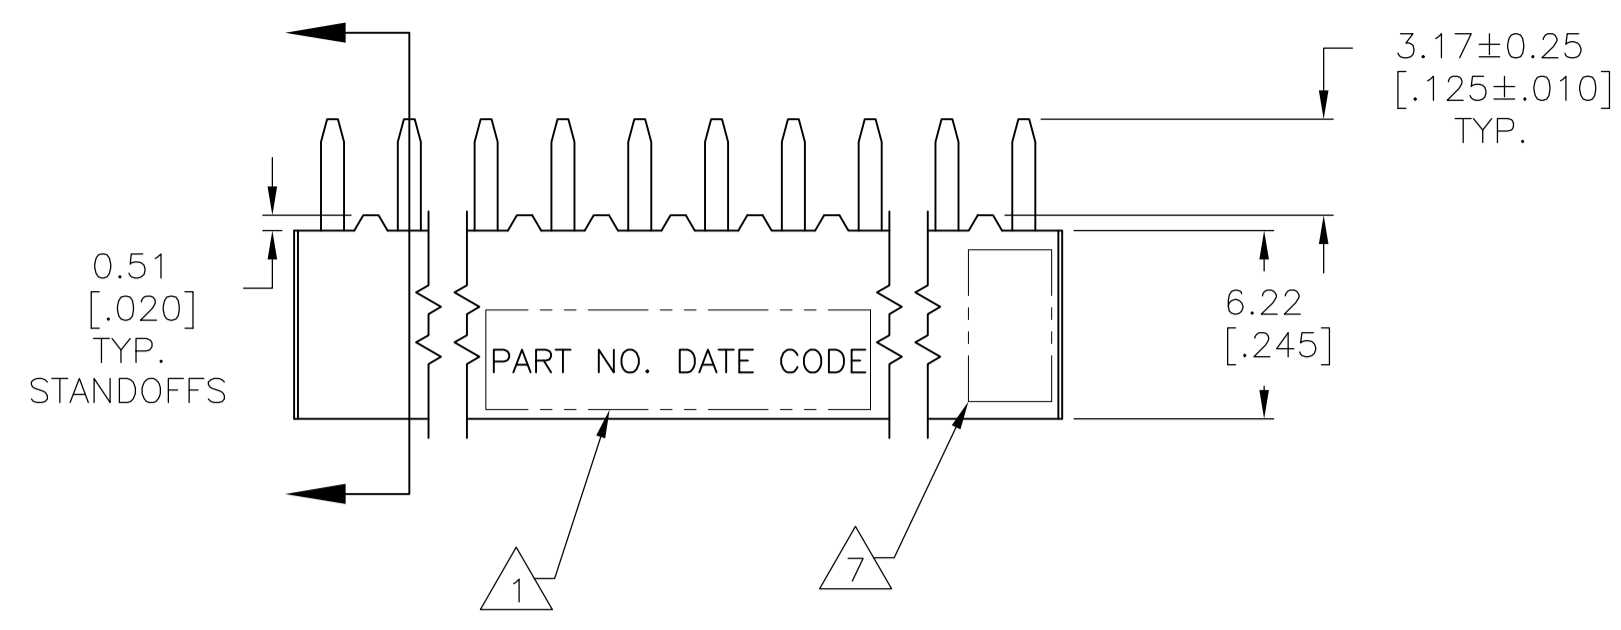 3.17±0.25
[.125±.010]
TYP.
0.51
[.020]
TYP.
STANDOFFS
6.22
[.245]
PART NO. DATE CODE
1
7